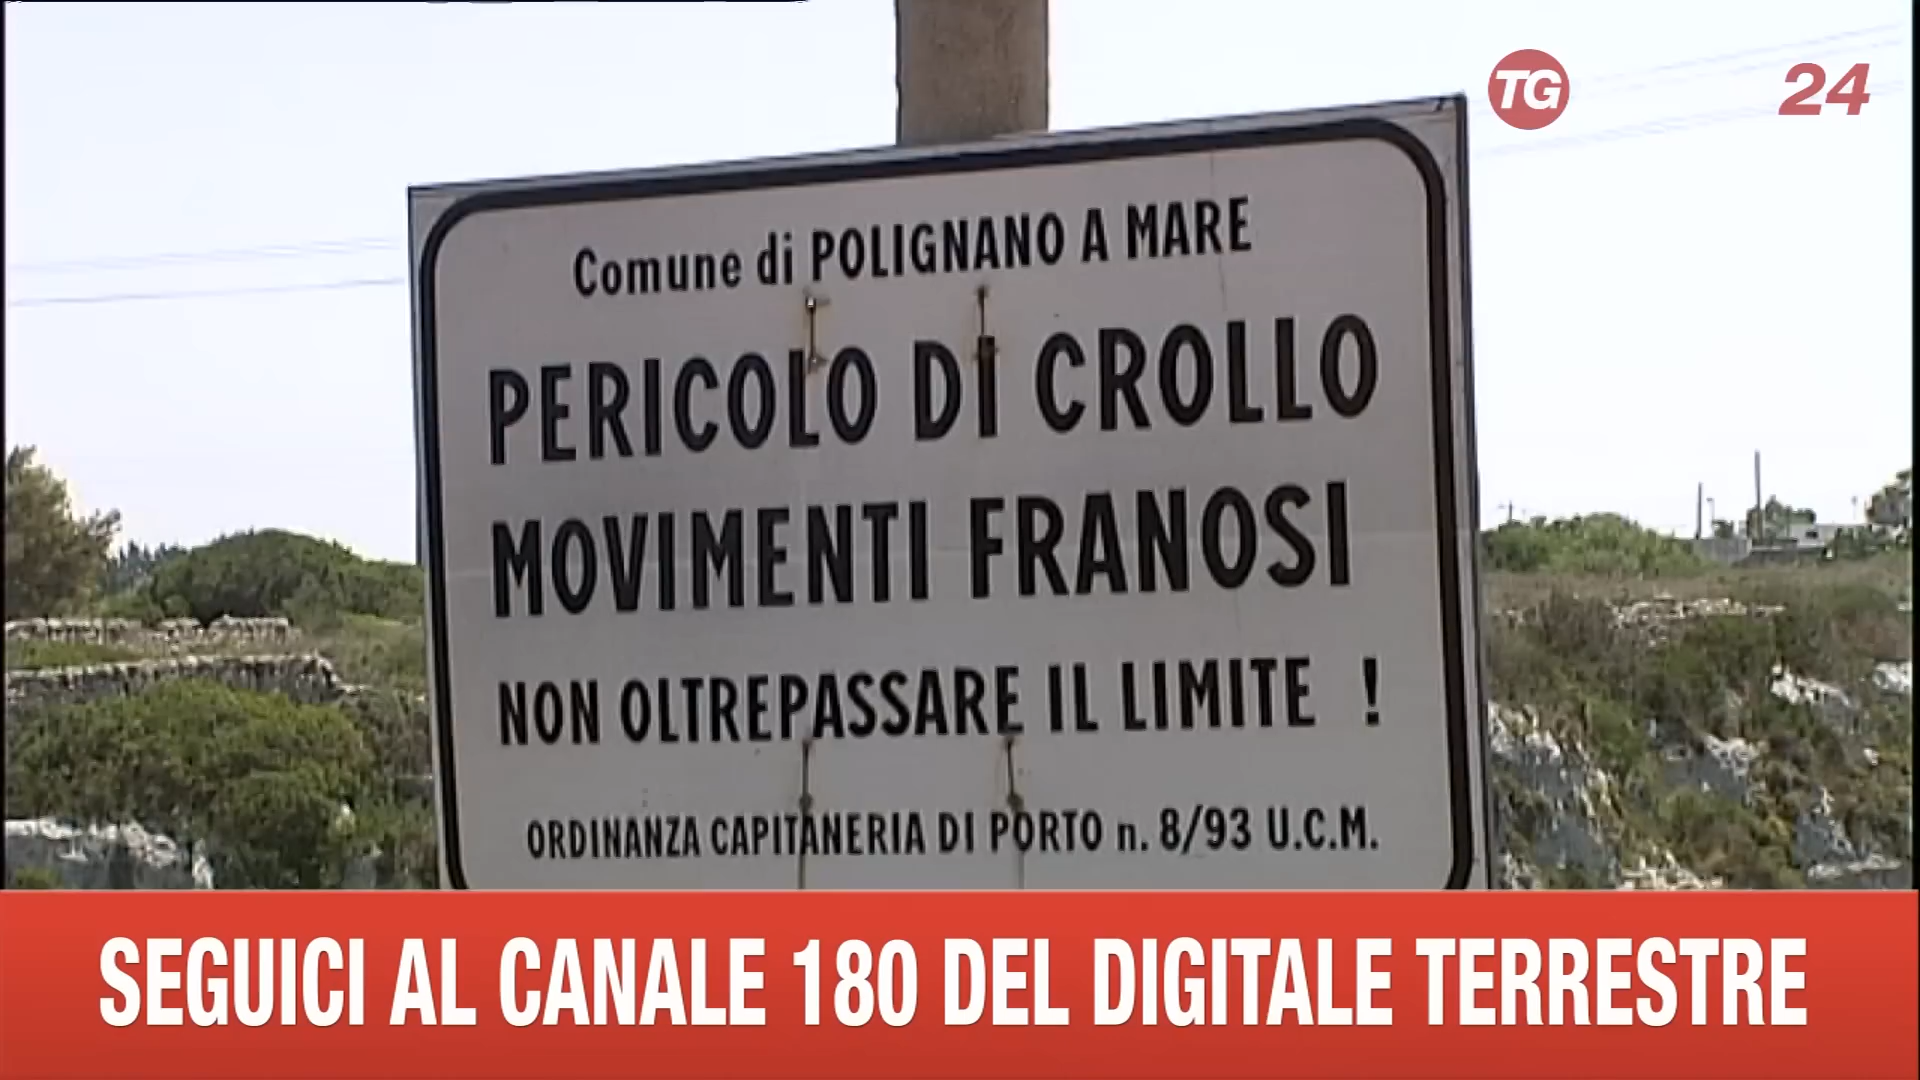 TG 24
Comune di POLIGNANO A MARE
PERICOLO DI CROLLO
MOVIMENTI FRANOSI
NON OLTREPASSARE IL LIMITE !
ORDINANZA CAPITANERIA DI PORTO n. 8/93 U.C.M.
SEGUICI AL CANALE 180 DEL DIGITALE TERRESTRE